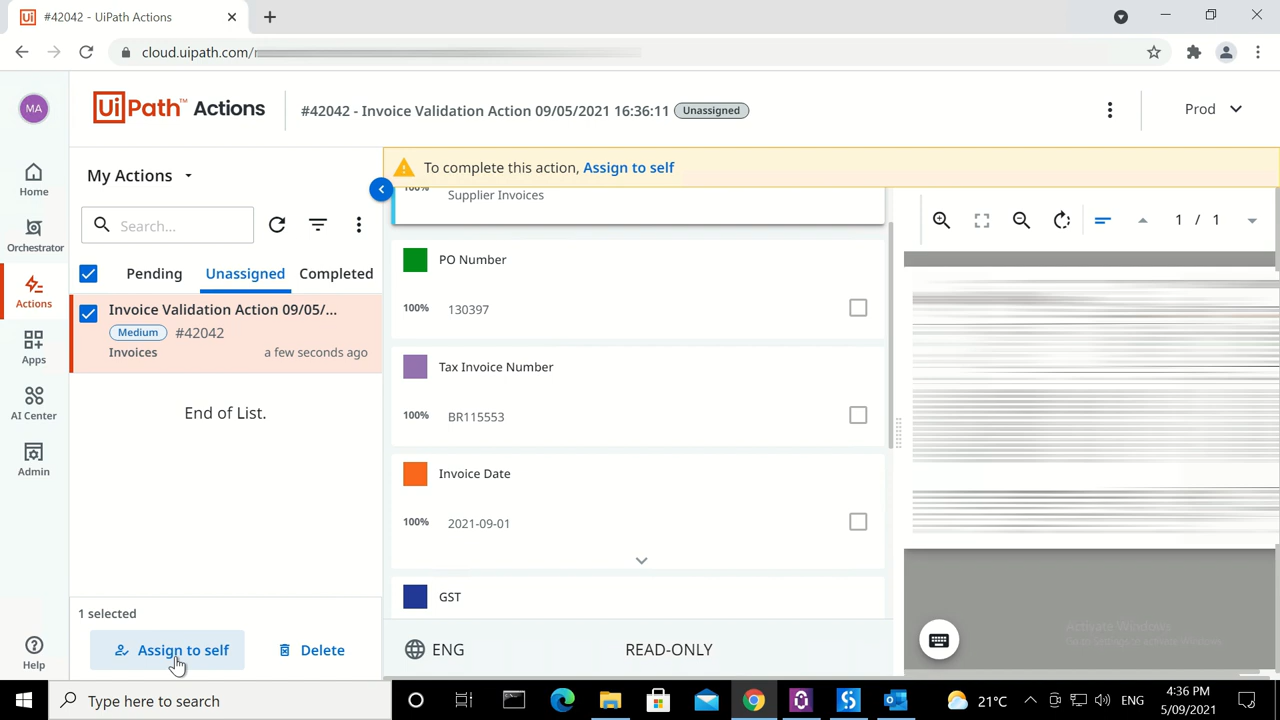 #42042 - UiPath Actions
cloud.uipath.com/
MA
UiPath™ Actions
#42042 - Invoice Validation Action 09/05/2021 16:36:11
Unassigned
Prod
Home
Orchestrator
Actions
Apps
AI Center
Admin
Help
My Actions
Search...
Pending
Unassigned
Completed
Invoice Validation Action 09/05/...
Medium
#42042
Invoices
a few seconds ago
End of List.
1 selected
Assign to self
Delete
To complete this action, Assign to self
100%
Supplier Invoices
PO Number
100%
130397
Tax Invoice Number
100%
BR115553
Invoice Date
100%
2021-09-01
GST
ENG
READ-ONLY
1 / 1
Activate Windows
Type here to search
21°C
ENG
4:36 PM
5/09/2021